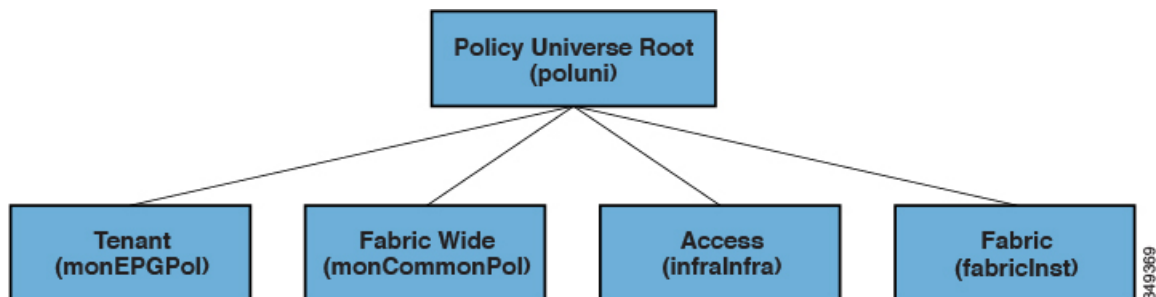 Policy Universe Root
(poluni)
Tenant
(monEPGPol)
Fabric Wide
(monCommonPol)
Access
(infraInfra)
Fabric
(fabricInst)
349369